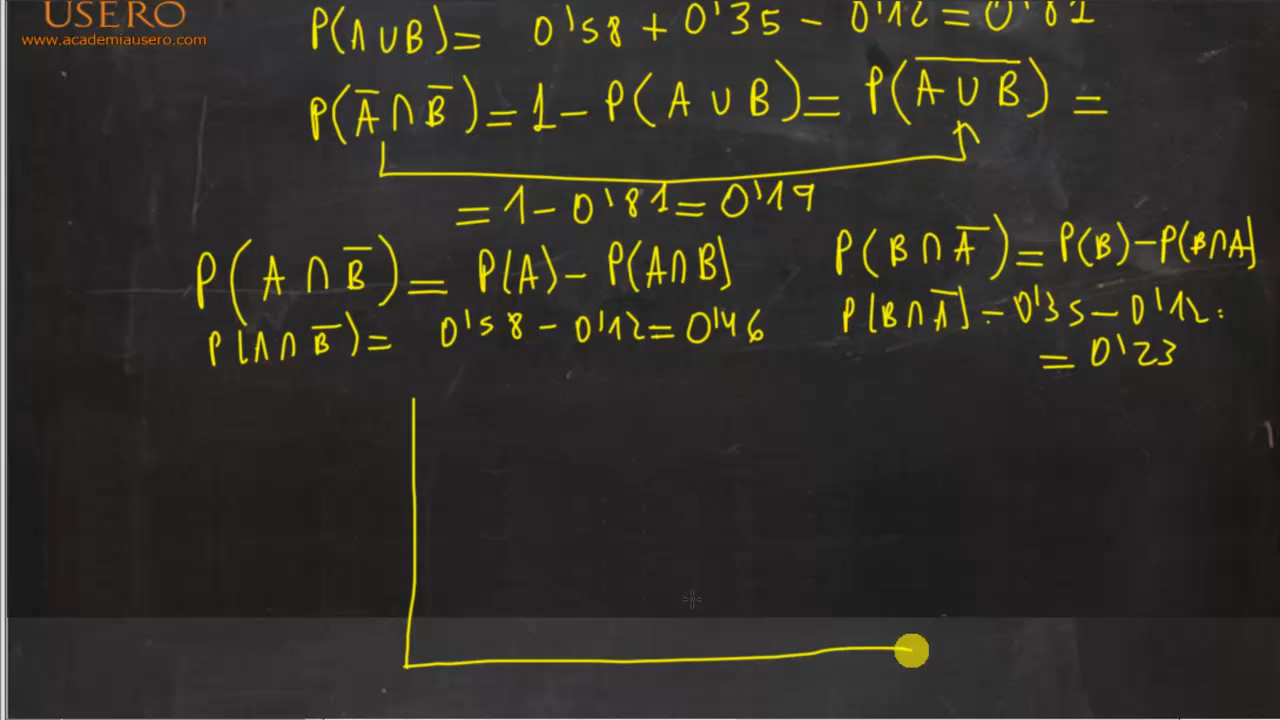 USERO
www.academiausero.com
P(A∪B)= 0'58 + 0'35 - 0'12 = 0'81
P(A̅ ∩ B̅) = 1 - P(A ∪ B) = P(A̅ ̅∪̅ ̅B̅) =
= 1 - 0'81 = 0'19
P(A ∩ B̅) = P(A) - P(A∩B)
P(A∩B̅) = 0'58 - 0'12 = 0'46
P(B ∩ A̅) = P(B) - P(B∩A)
P(B∩A̅) - 0'35 - 0'12 :
= 0'23